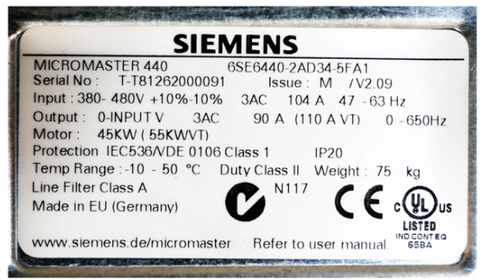 SIEMENS
MICROMASTER 440 6SE6440-2AD34-5FA1
Serial No : T-T81262000091 Issue : M /V2.09
Input : 380- 480V +10%-10% 3AC 104 A 47 - 63 Hz
Output : 0-INPUT V 3AC 90 A (110 A VT) 0 - 650Hz
Motor : 45KW ( 55KWVT)
Protection IEC536/VDE 0106 Class 1 IP20
Temp Range : -10 - 50 °C Duty Class II Weight : 75 kg
Line Filter Class A N117
Made in EU (Germany) CE C UL US
LISTED
IND CONT EQ
65BA
www.siemens.de/micromaster Refer to user manual.